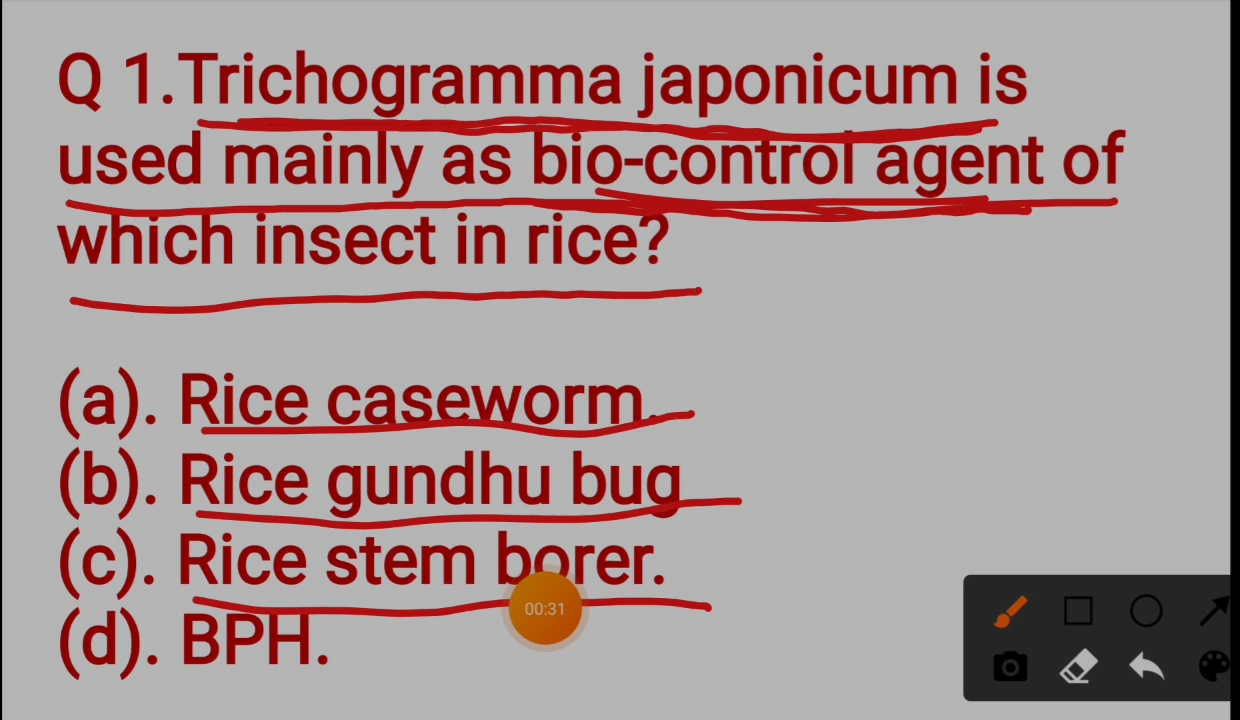 Q 1.Trichogramma japonicum is
used mainly as bio-control agent of
which insect in rice?
(a). Rice caseworm.
(b). Rice gundhu bug
(c). Rice stem borer.
00:31
(d). BPH.